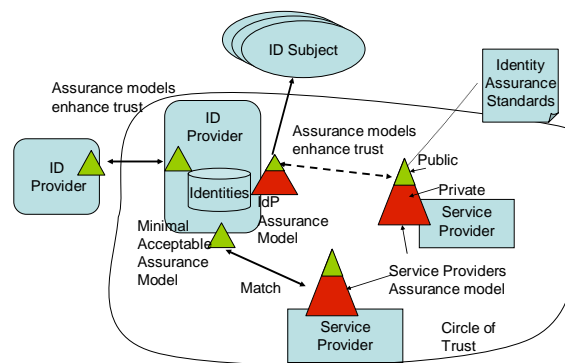 ID Subject
Identity
Assurance
Standards
Assurance models
enhance trust
ID
Provider
Assurance models
enhance trust
ID
Provider
Identities
Public
Private
Service
Provider
IdP
Assurance
Model
Minimal
Acceptable
Assurance
Model
Match
Service Providers
Assurance model
Service
Provider
Circle of
Trust